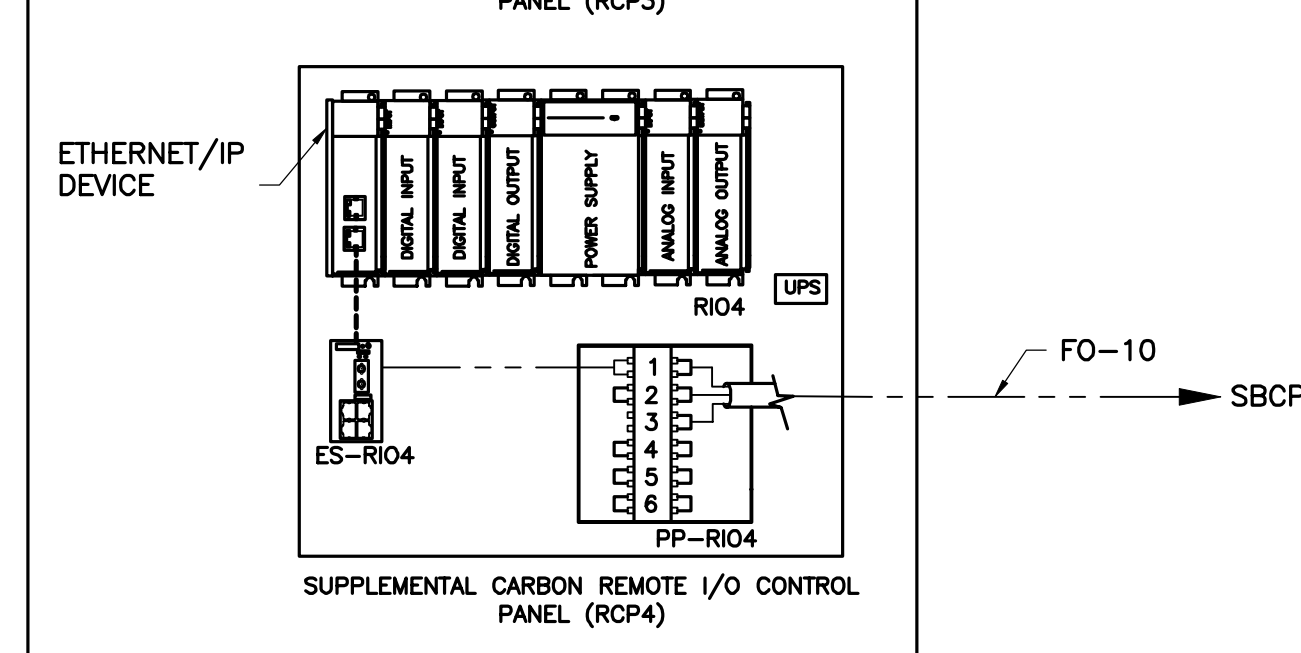 PANEL (RCP3)
ETHERNET/IP
DEVICE
DIGITAL INPUT
DIGITAL INPUT
DIGITAL OUTPUT
POWER SUPPLY
ANALOG INPUT
ANALOG OUTPUT
RIO4
UPS
ES-RIO4
1
2
3
4
5
6
PP-RIO4
FO-10
SBCP
SUPPLEMENTAL CARBON REMOTE I/O CONTROL
PANEL (RCP4)